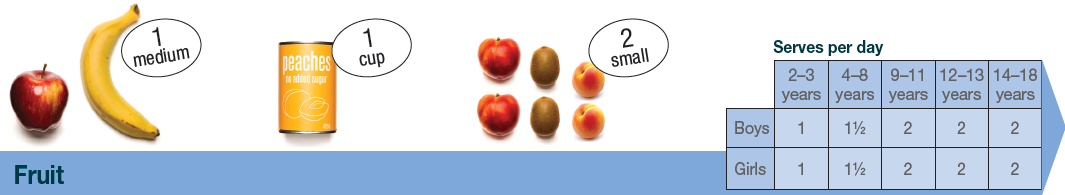 1
medium
peaches
no added sugar
1
cup
2
small
Serves per day
2–3 years 4–8 years 9–11 years 12–13 years 14–18 years
Boys 1 1½ 2 2 2
Girls 1 1½ 2 2 2
Fruit